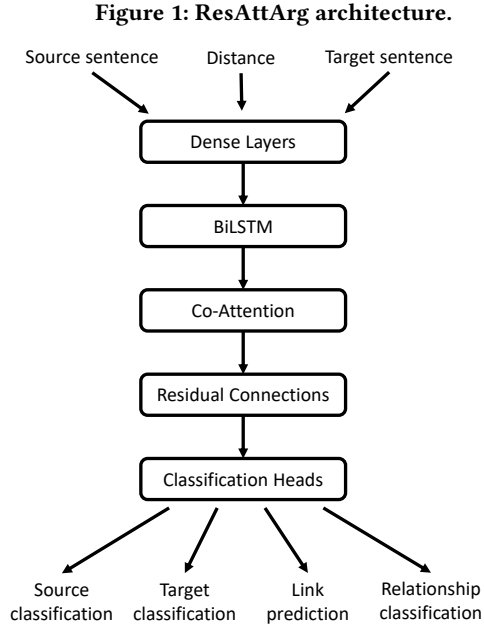 Figure 1: ResAttArg architecture.
Source sentence
Distance
Target sentence
Dense Layers
BiLSTM
Co-Attention
Residual Connections
Classification Heads
Source
classification
Target
classification
Link
prediction
Relationship
classification